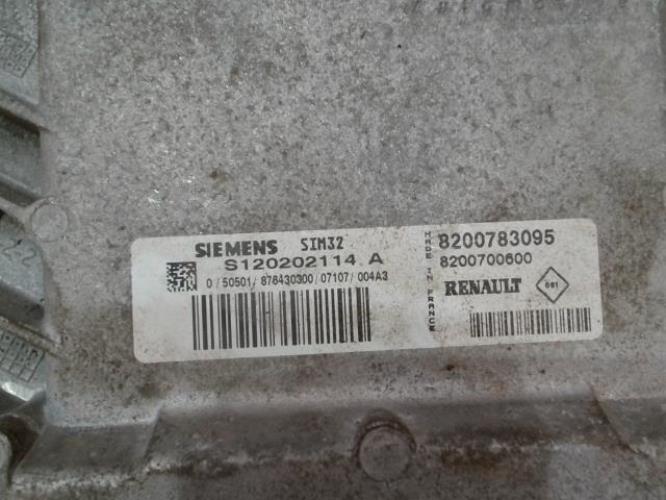 SIEMENS SIM32
S120202114 A
0/50501/876430300/07107/004A3
MADE IN FRANCE
8200783095
8200700600
RENAULT